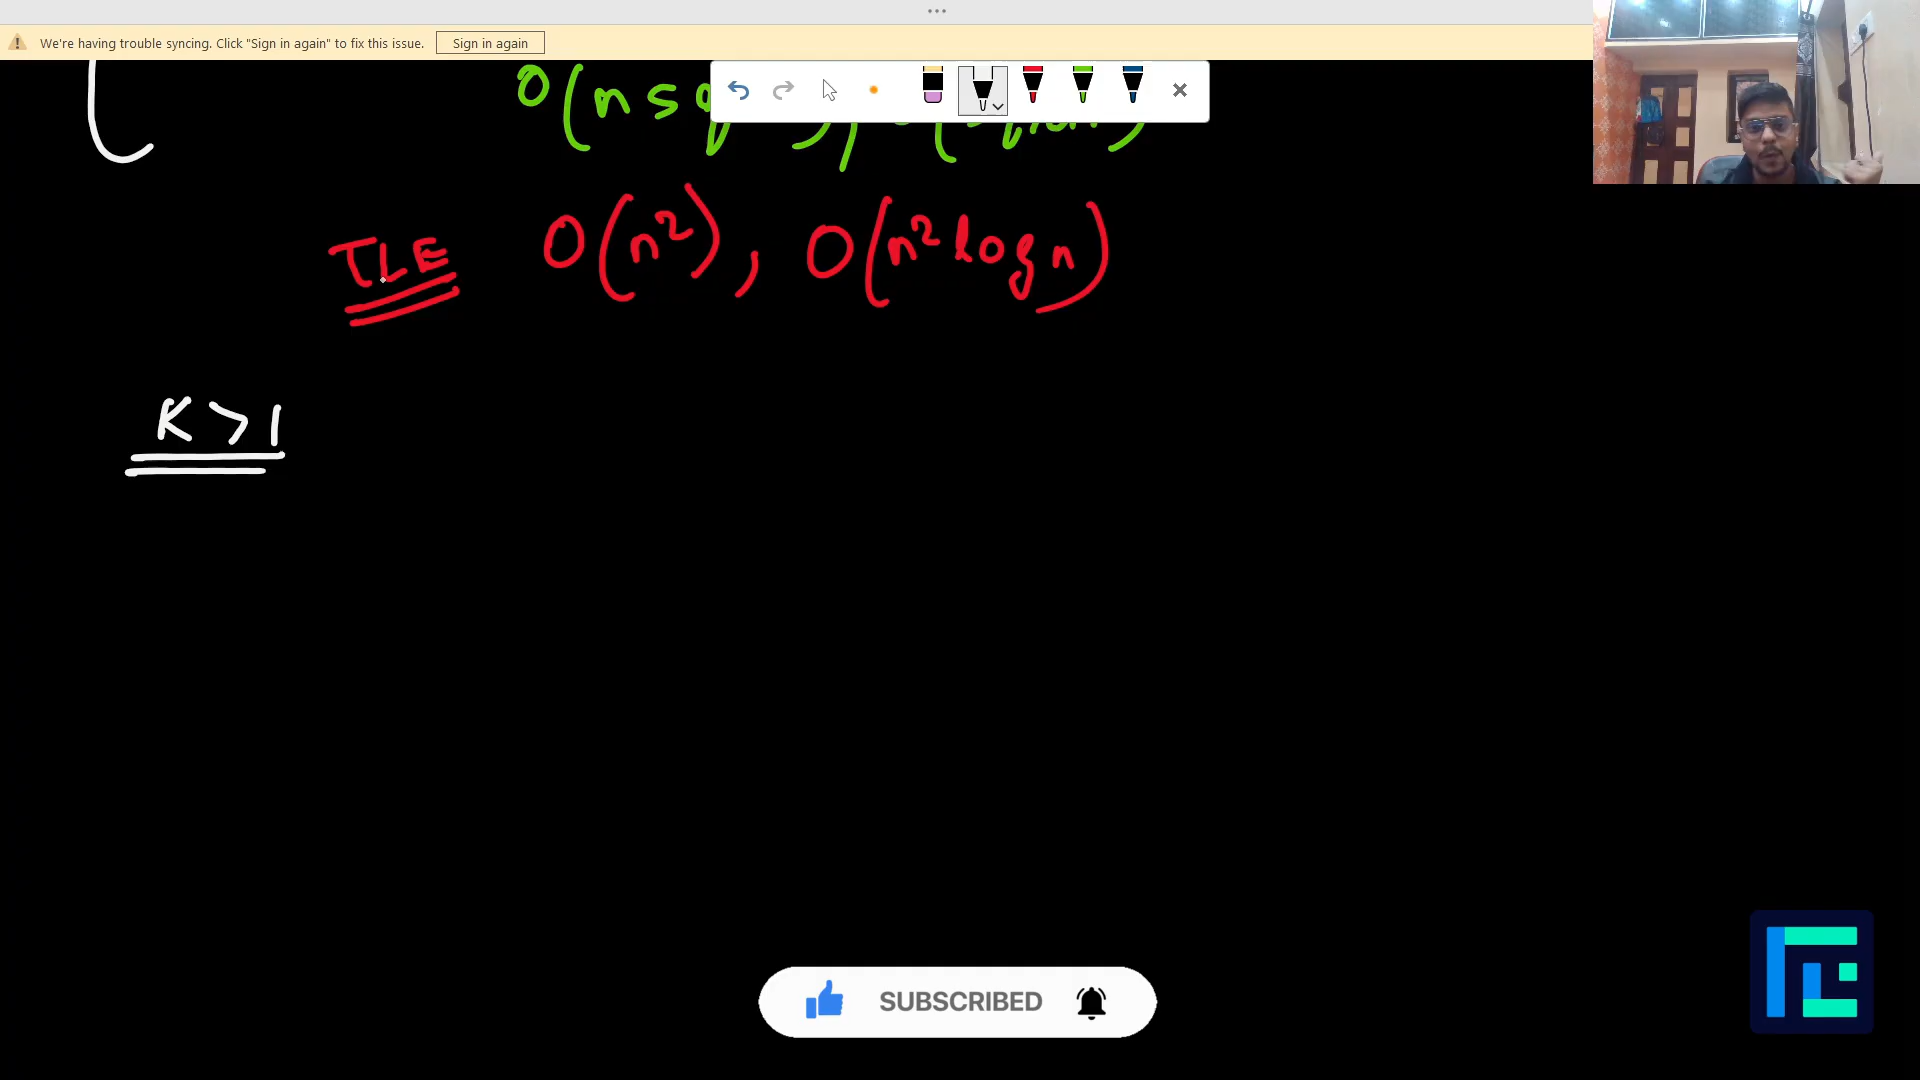 We're having trouble syncing. Click "Sign in again" to fix this issue. Sign in again
O(n
TLE O(n²), O(n² log n)
K > 1
SUBSCRIBED